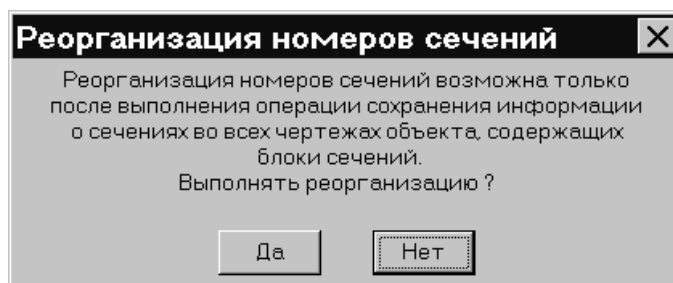 Реорганизация номеров сечений
Реорганизация номеров сечений возможна только
после выполнения операции сохранения информации
о сечениях во всех чертежах объекта, содержащих
блоки сечений.
Выполнять реорганизацию ?
Да Нет